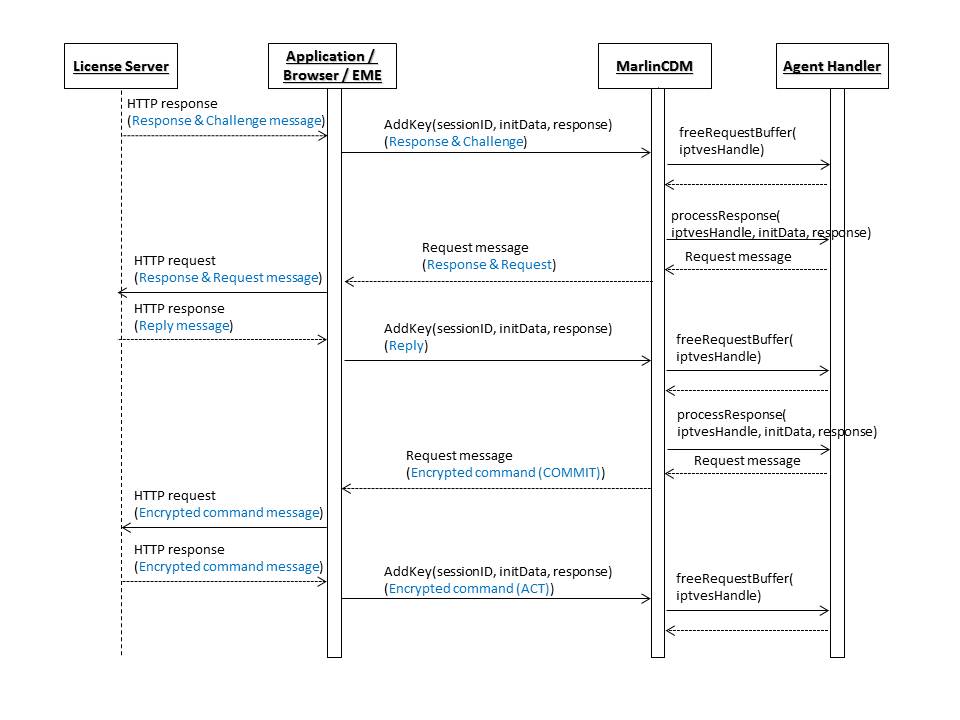 License Server
Application /
Browser / EME
MarlinCDM
Agent Handler
HTTP response
(Response & Challenge message)
AddKey(sessionID, initData, response)
(Response & Challenge)
freeRequestBuffer(
iptvesHandle)
processResponse(
iptvesHandle, initData, response)
Request message
Request message
(Response & Request)
HTTP request
(Response & Request message)
HTTP response
(Reply message)
AddKey(sessionID, initData, response)
(Reply)
freeRequestBuffer(
iptvesHandle)
processResponse(
iptvesHandle, initData, response)
Request message
Request message
(Encrypted command (COMMIT))
HTTP request
(Encrypted command message)
HTTP response
(Encrypted command message)
AddKey(sessionID, initData, response)
(Encrypted command (ACT))
freeRequestBuffer(
iptvesHandle)